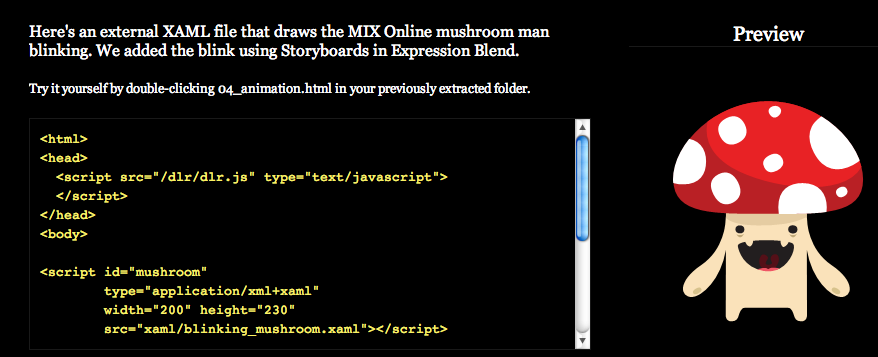 Here's an external XAML file that draws the MIX Online mushroom man
blinking. We added the blink using Storyboards in Expression Blend.
Try it yourself by double-clicking 04_animation.html in your previously extracted folder.
<html>
<head>
  <script src="/dlr/dlr.js" type="text/javascript">
  </script>
</head>
<body>
<script id="mushroom"
        type="application/xml+xaml"
        width="200" height="230"
        src="xaml/blinking_mushroom.xaml"></script>
Preview